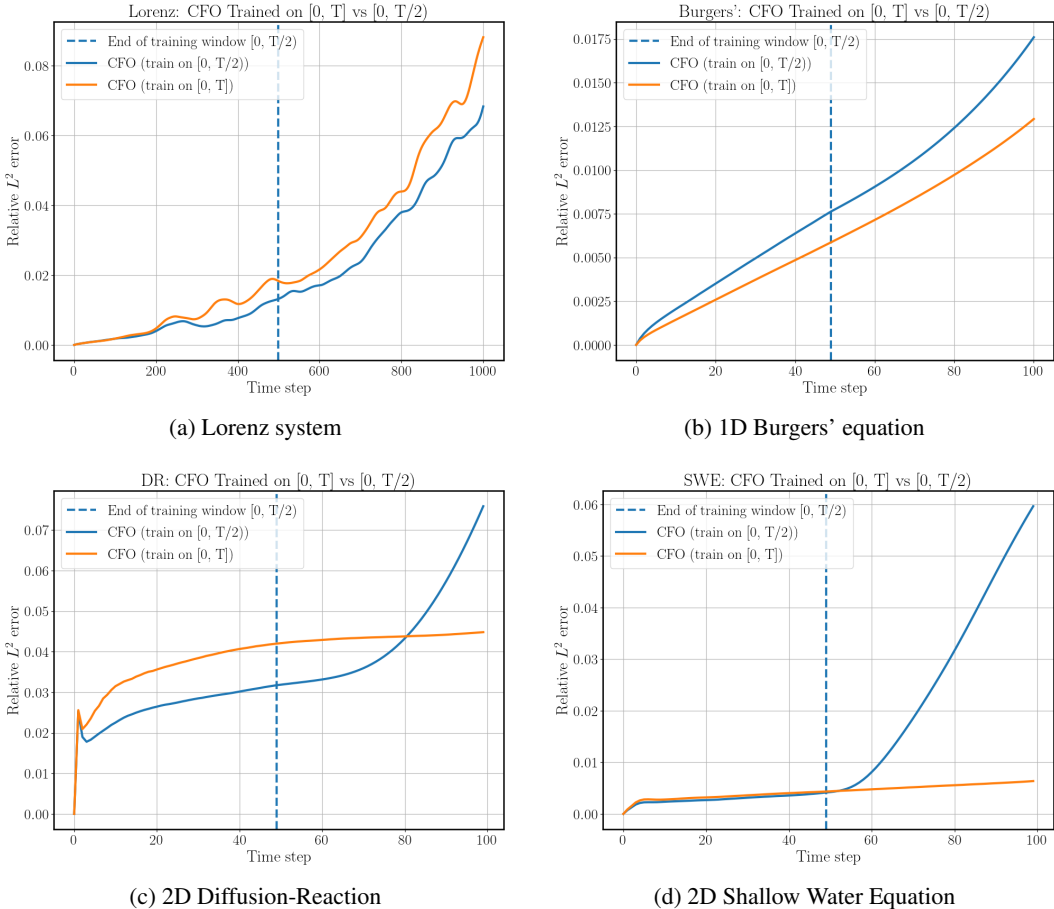 Lorenz: CFO Trained on [0, T] vs [0, T/2)
End of training window [0, T/2)
CFO (train on [0, T/2))
CFO (train on [0, T])
Relative L² error
0.08
0.06
0.04
0.02
0.00
0 200 400 600 800 1000
Time step
(a) Lorenz system
Burgers': CFO Trained on [0, T] vs [0, T/2)
End of training window [0, T/2)
CFO (train on [0, T/2))
CFO (train on [0, T])
Relative L² error
0.0175
0.0150
0.0125
0.0100
0.0075
0.0050
0.0025
0.0000
0 20 40 60 80 100
Time step
(b) 1D Burgers' equation
DR: CFO Trained on [0, T] vs [0, T/2)
End of training window [0, T/2)
CFO (train on [0, T/2))
CFO (train on [0, T])
Relative L² error
0.07
0.06
0.05
0.04
0.03
0.02
0.01
0.00
0 20 40 60 80 100
Time step
(c) 2D Diffusion-Reaction
SWE: CFO Trained on [0, T] vs [0, T/2)
End of training window [0, T/2)
CFO (train on [0, T/2))
CFO (train on [0, T])
Relative L² error
0.06
0.05
0.04
0.03
0.02
0.01
0.00
0 20 40 60 80 100
Time step
(d) 2D Shallow Water Equation